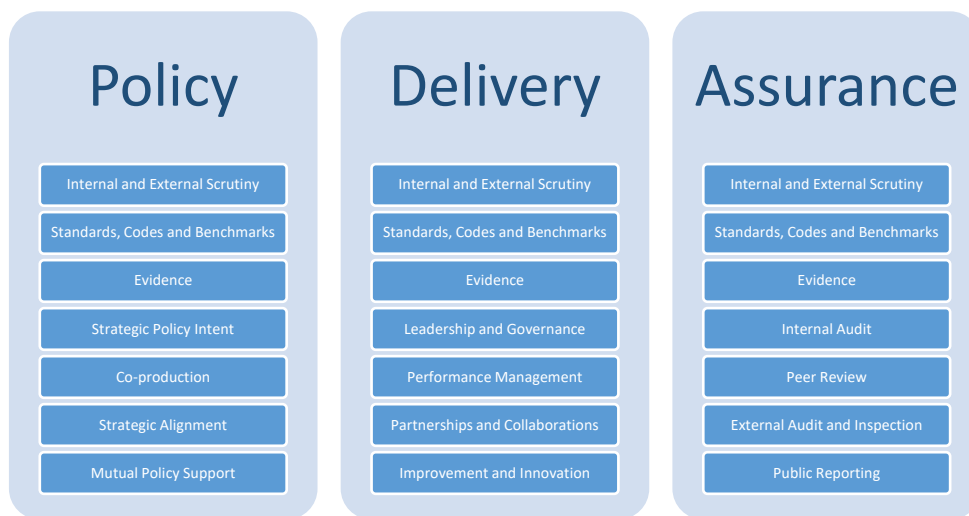 Policy
Internal and External Scrutiny
Standards, Codes and Benchmarks
Evidence
Strategic Policy Intent
Co-production
Strategic Alignment
Mutual Policy Support
Delivery
Internal and External Scrutiny
Standards, Codes and Benchmarks
Evidence
Leadership and Governance
Performance Management
Partnerships and Collaborations
Improvement and Innovation
Assurance
Internal and External Scrutiny
Standards, Codes and Benchmarks
Evidence
Internal Audit
Peer Review
External Audit and Inspection
Public Reporting